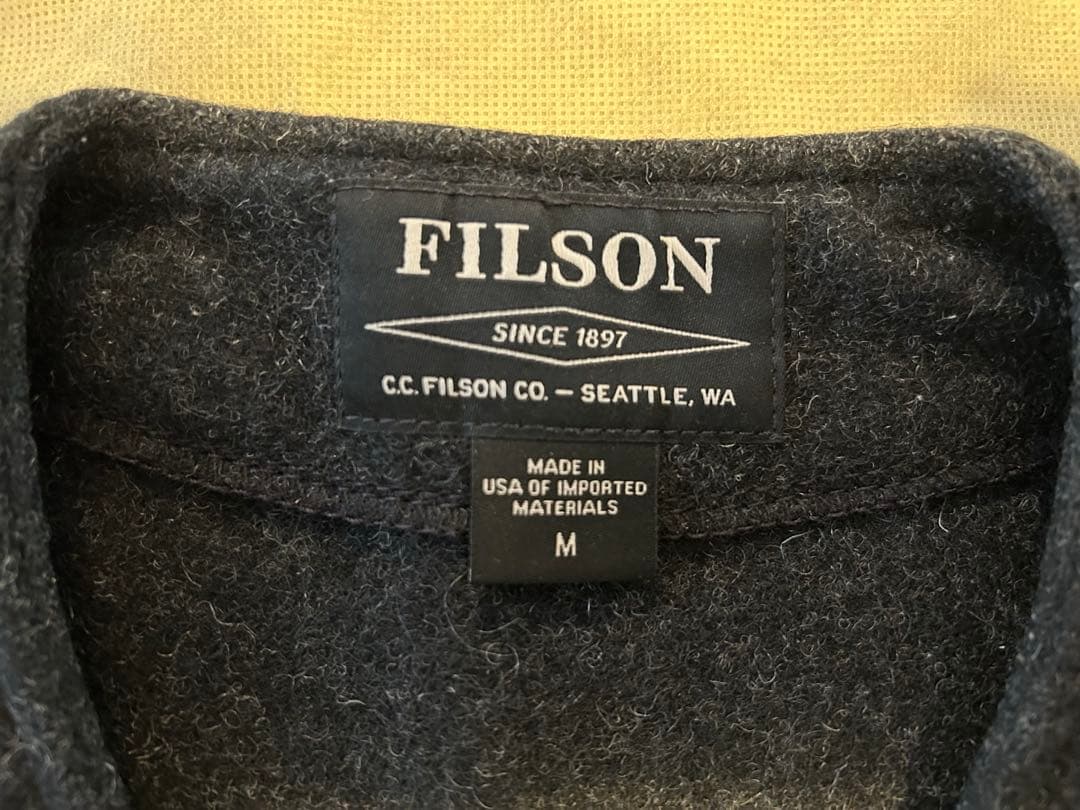 FILSON
SINCE 1897
C.C. FILSON CO. — SEATTLE, WA
MADE IN
USA OF IMPORTED
MATERIALS
M